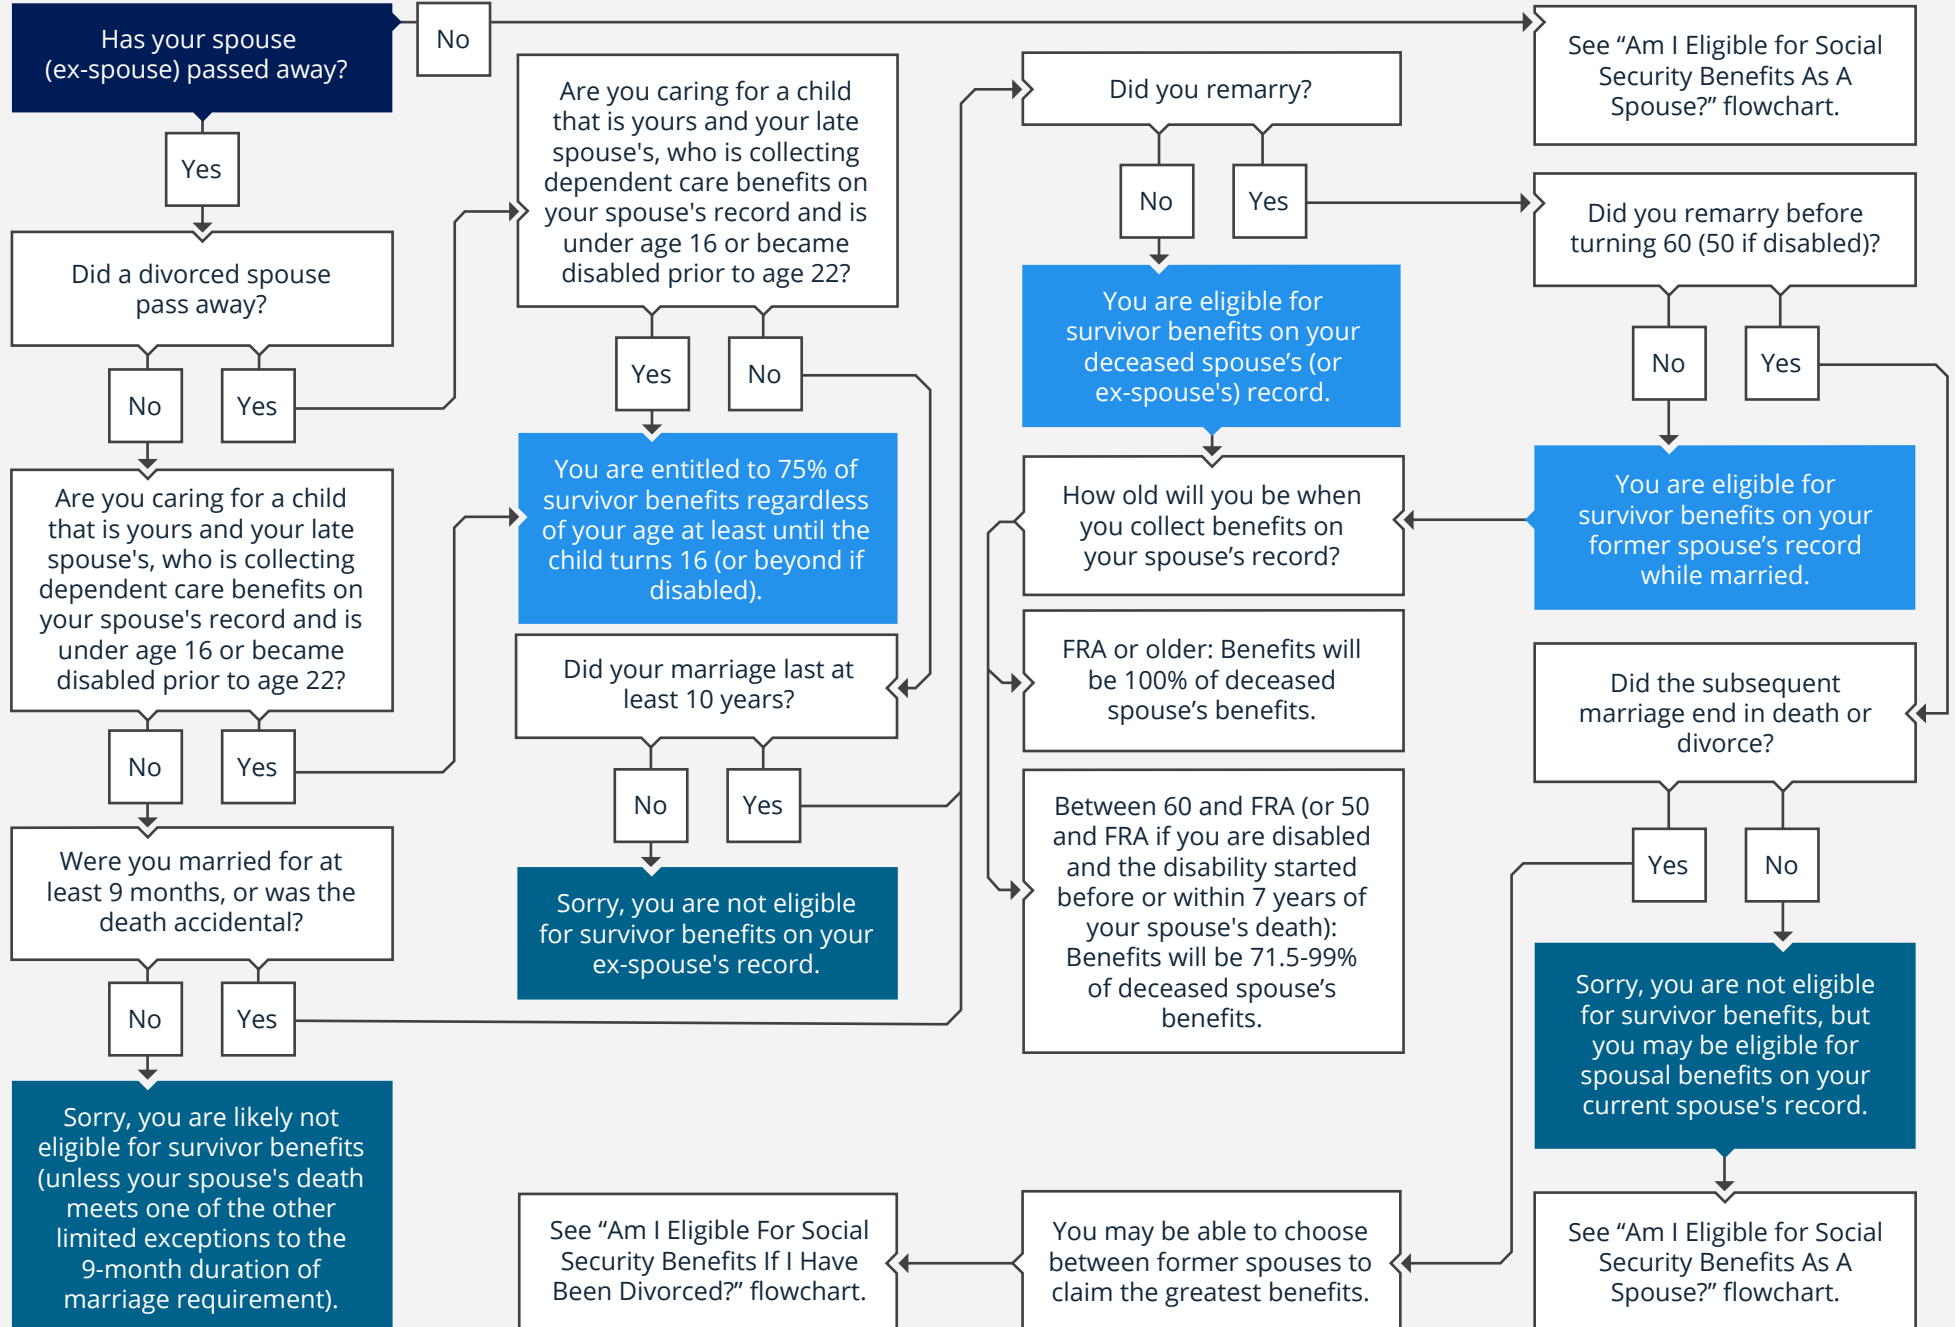 Has your spouse
(ex-spouse) passed away?
No
See “Am I Eligible for Social
Security Benefits As A
Spouse?” flowchart.
Yes
Did a divorced spouse
pass away?
No
Yes
Are you caring for a child
that is yours and your late
spouse's, who is collecting
dependent care benefits on
your spouse's record and is
under age 16 or became
disabled prior to age 22?
No
Yes
Were you married for at
least 9 months, or was the
death accidental?
No
Yes
Sorry, you are likely not
eligible for survivor benefits
(unless your spouse's death
meets one of the other
limited exceptions to the
9-month duration of
marriage requirement).
Are you caring for a child
that is yours and your late
spouse's, who is collecting
dependent care benefits on
your spouse's record and is
under age 16 or became
disabled prior to age 22?
Yes
No
You are entitled to 75% of
survivor benefits regardless
of your age at least until the
child turns 16 (or beyond if
disabled).
Did your marriage last at
least 10 years?
No
Yes
Sorry, you are not eligible
for survivor benefits on your
ex-spouse's record.
Did you remarry?
No
Yes
You are eligible for
survivor benefits on your
deceased spouse’s (or
ex-spouse's) record.
How old will you be when
you collect benefits on
your spouse’s record?
FRA or older: Benefits will
be 100% of deceased
spouse’s benefits.
Between 60 and FRA (or 50
and FRA if you are disabled
and the disability started
before or within 7 years of
your spouse's death):
Benefits will be 71.5-99%
of deceased spouse’s
benefits.
Did you remarry before
turning 60 (50 if disabled)?
No
Yes
You are eligible for
survivor benefits on your
former spouse’s record
while married.
Did the subsequent
marriage end in death or
divorce?
Yes
No
Sorry, you are not eligible
for survivor benefits, but
you may be eligible for
spousal benefits on your
current spouse's record.
See “Am I Eligible for Social
Security Benefits As A
Spouse?” flowchart.
You may be able to choose
between former spouses to
claim the greatest benefits.
See “Am I Eligible For Social
Security Benefits If I Have
Been Divorced?” flowchart.